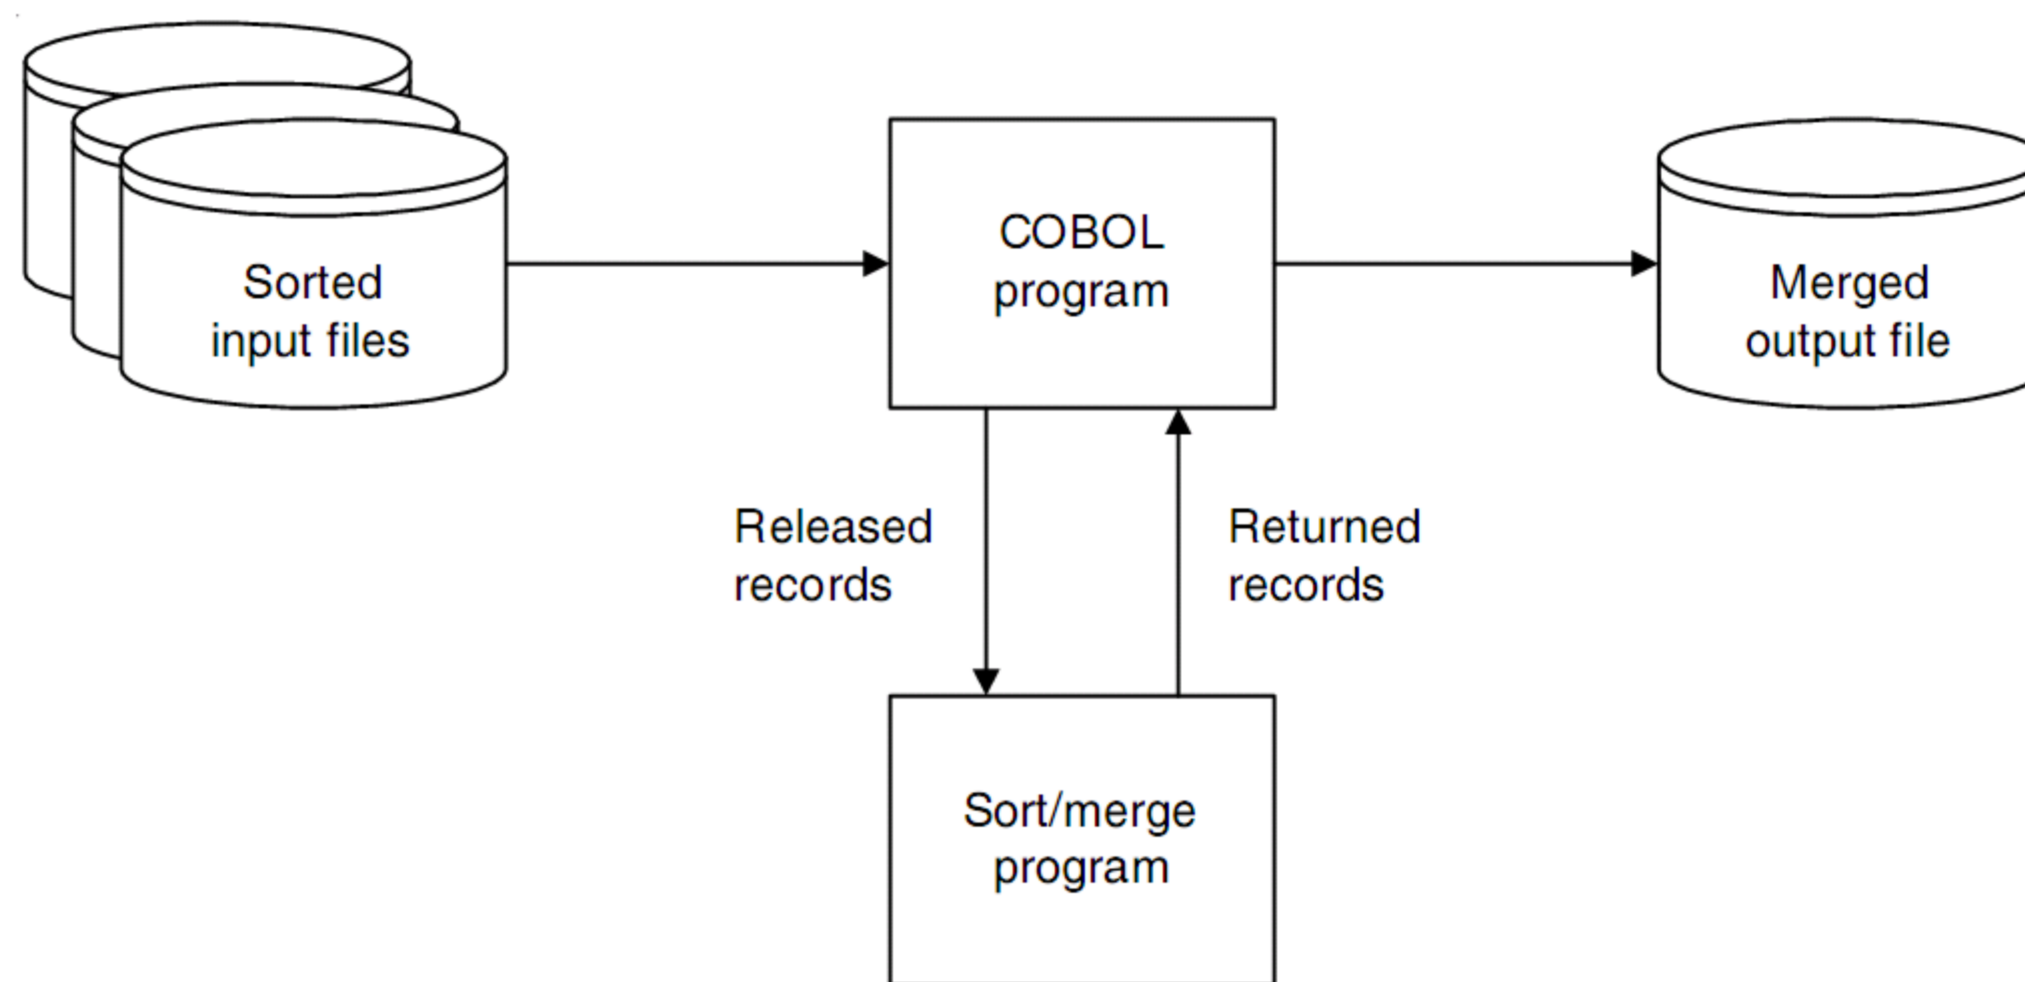 Sorted
input files
COBOL
program
Merged
output file
Released
records
Returned
records
Sort/merge
program